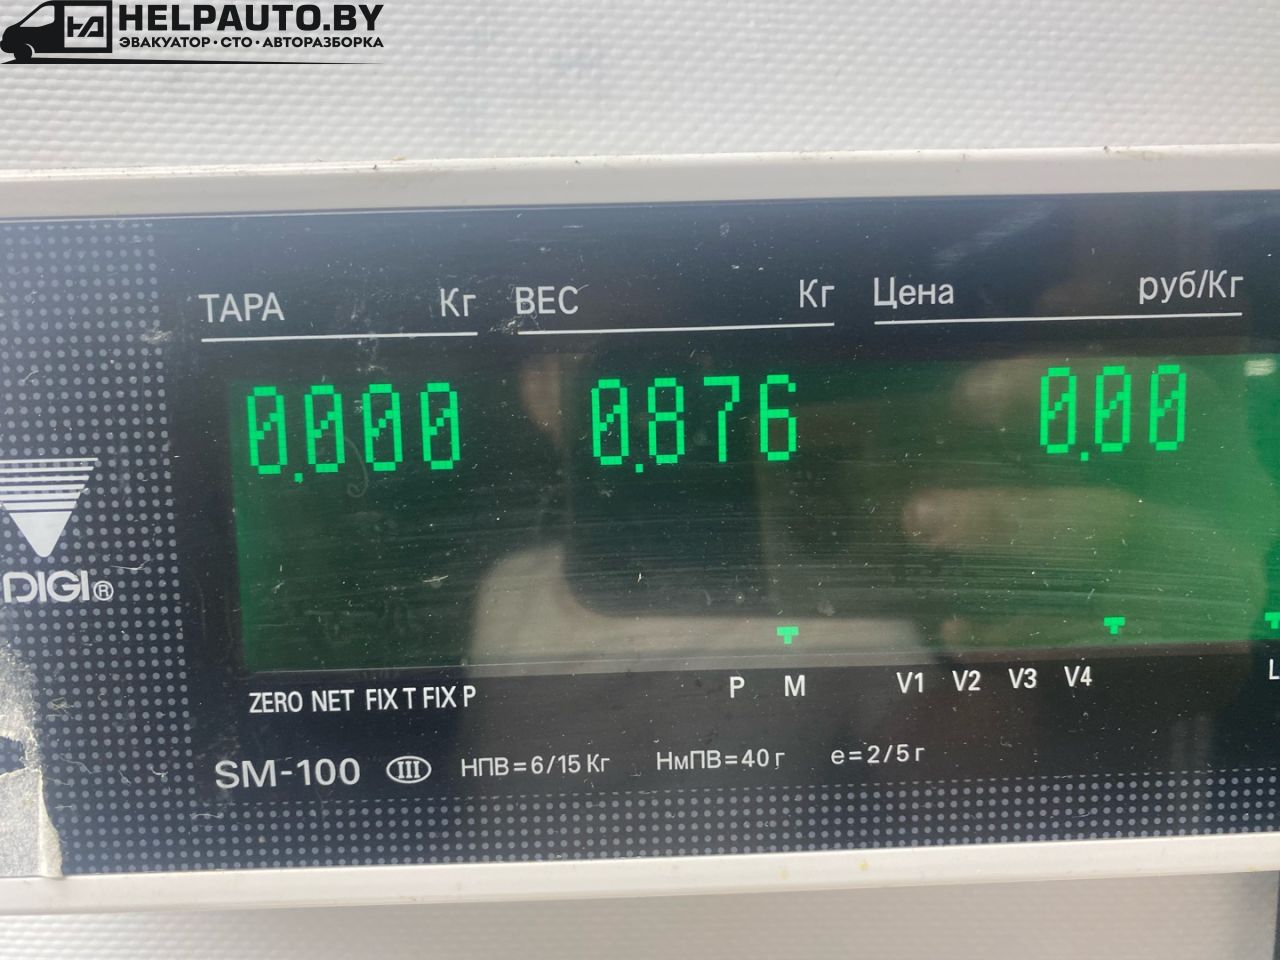 HELPAUTO.BY
ЭВАКУАТОР·СТО·АВТОРАЗБОРКА
ТАРА Кг ВЕС Кг Цена руб/Кг
0.000 0.876 0.00
DIGI®
ZERO NET FIX T FIX P P M V1 V2 V3 V4 L
SM-100 III НПВ=6/15 Кг НмПВ=40 г e=2/5 г